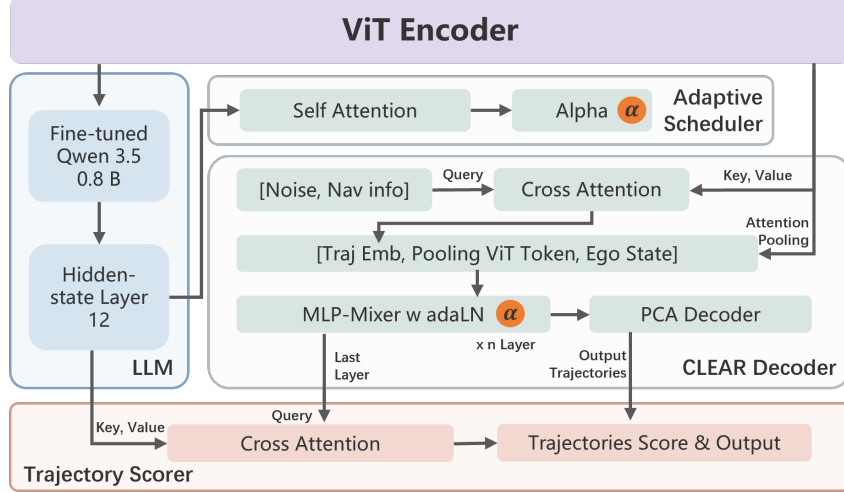 ViT Encoder
Fine-tuned
Qwen 3.5
0.8 B
Hidden-
state Layer
12
LLM
Self Attention
Alpha α
Adaptive
Scheduler
[Noise, Nav info]
Query
Cross Attention
Key, Value
Attention
Pooling
[Traj Emb, Pooling ViT Token, Ego State]
MLP-Mixer w adaLN α
x n Layer
PCA Decoder
Last
Layer
Output
Trajectories
CLEAR Decoder
Query
Key, Value
Cross Attention
Trajectories Score & Output
Trajectory Scorer